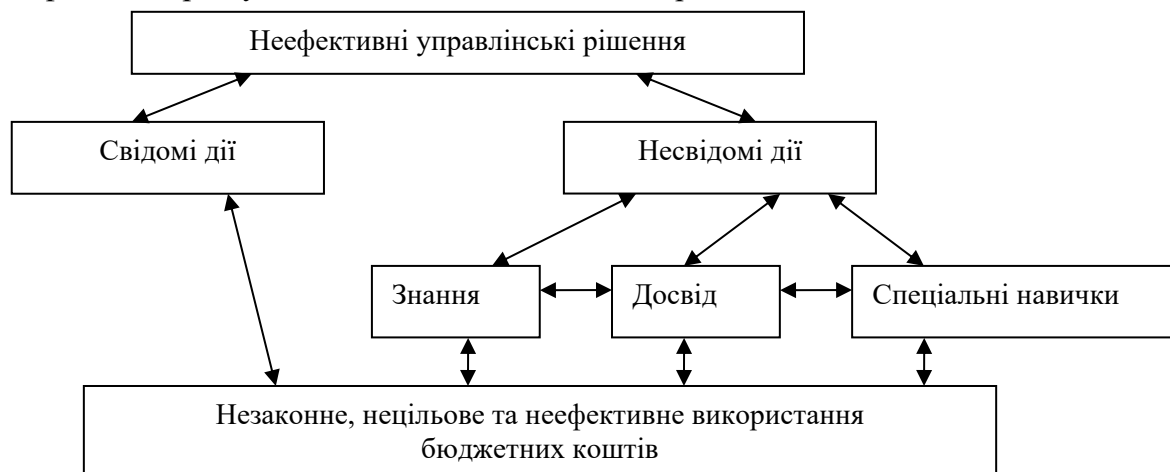 Неефективні управлінські рішення
Свідомі дії
Несвідомі дії
Знання
Досвід
Спеціальні навички
Незаконне, нецільове та неефективне використання
бюджетних коштів